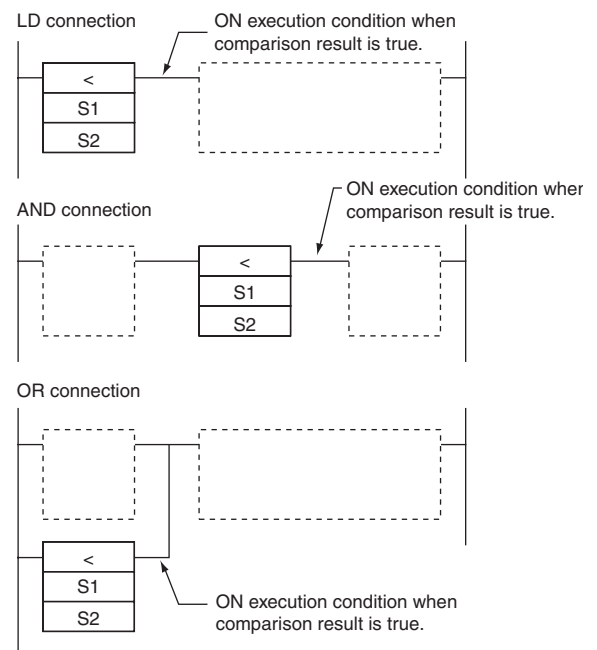 LD connection
ON execution condition when
comparison result is true.
<
S1
S2
AND connection
ON execution condition wher
comparison result is true.
<
S1
S2
OR connection
<
S1
S2
ON execution condition when
comparison result is true.